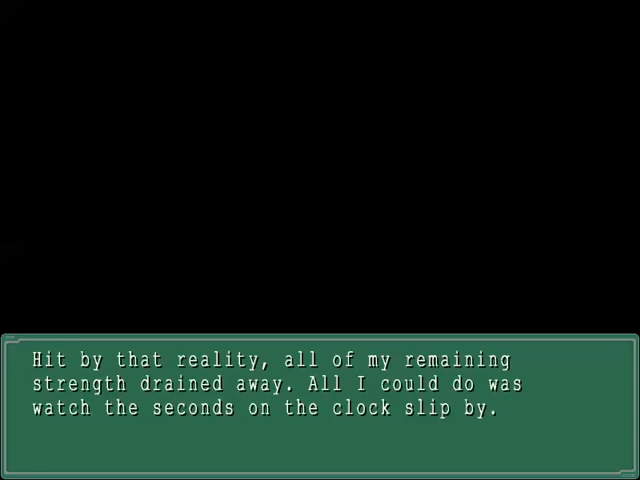 Hit by that reality, all of my remaining
strength drained away. All I could do was
watch the seconds on the clock slip by.